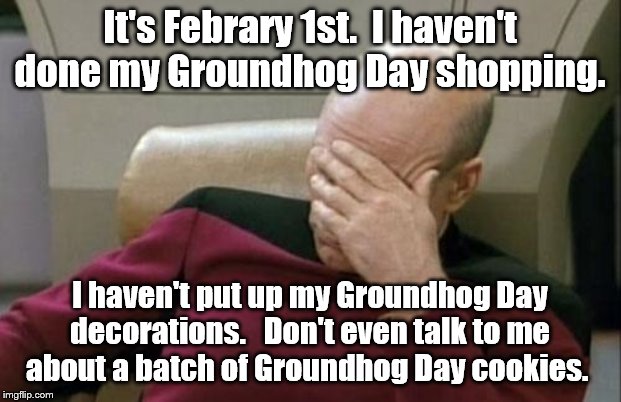 It's Febrary 1st.  I haven't
done my Groundhog Day shopping.
I haven't put up my Groundhog Day
decorations.   Don't even talk to me
about a batch of Groundhog Day cookies.
imgflip.com